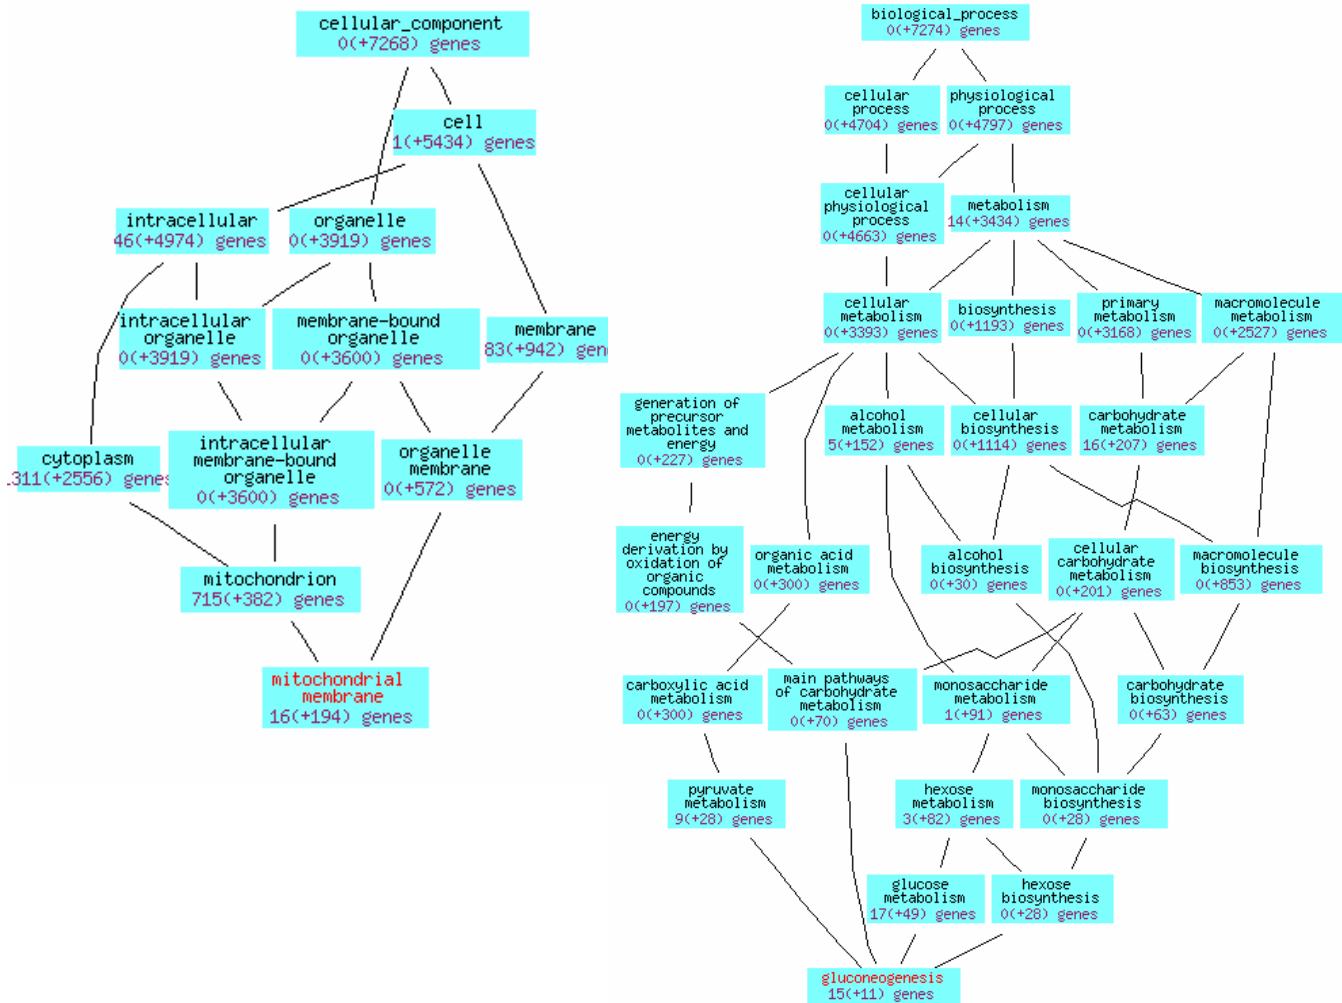 cellular_component
0(+7268) genes
cell
1(+5434) genes
intracellular
46(+4974) genes
organelle
0(+3919) genes
intracellular
organelle
0(+3919) genes
membrane-bound
organelle
0(+3600) genes
membrane
83(+942) gen
cytoplasm
.311(+2556) genes
intracellular
membrane-bound
organelle
0(+3600) genes
organelle
membrane
0(+572) genes
mitochondrion
715(+382) genes
mitochondrial
membrane
16(+194) genes
biological_process
0(+7274) genes
cellular
process
0(+4704) genes
physiological
process
0(+4797) genes
cellular
physiological
process
0(+4663) genes
metabolism
14(+3434) genes
cellular
metabolism
0(+3393) genes
biosynthesis
0(+1193) genes
primary
metabolism
0(+3168) genes
macromolecule
metabolism
0(+2527) genes
generation of
precursor
metabolites and
energy
0(+227) genes
alcohol
metabolism
5(+152) genes
cellular
biosynthesis
0(+1114) genes
carbohydrate
metabolism
16(+207) genes
energy
derivation by
oxidation of
organic
compounds
0(+197) genes
organic acid
metabolism
0(+300) genes
alcohol
biosynthesis
0(+30) genes
cellular
carbohydrate
metabolism
0(+201) genes
macromolecule
biosynthesis
0(+853) genes
carboxylic acid
metabolism
0(+300) genes
main pathways
of carbohydrate
metabolism
0(+70) genes
monosaccharide
metabolism
1(+91) genes
carbohydrate
biosynthesis
0(+63) genes
pyruvate
metabolism
9(+28) genes
hexose
metabolism
3(+82) genes
monosaccharide
biosynthesis
0(+28) genes
glucose
metabolism
17(+49) genes
hexose
biosynthesis
0(+28) genes
gluconeogenesis
15(+11) genes